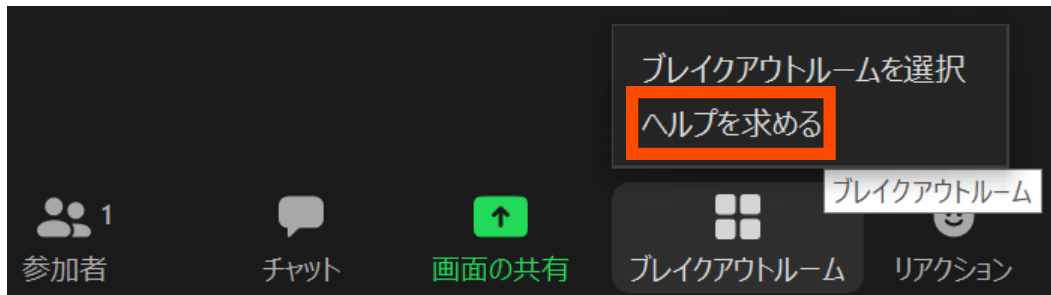 ブレイクアウトルームを選択
ヘルプを求める
ブレイクアウトルーム
1
参加者
チャット
画面の共有
ブレイクアウトルーム
リアクション